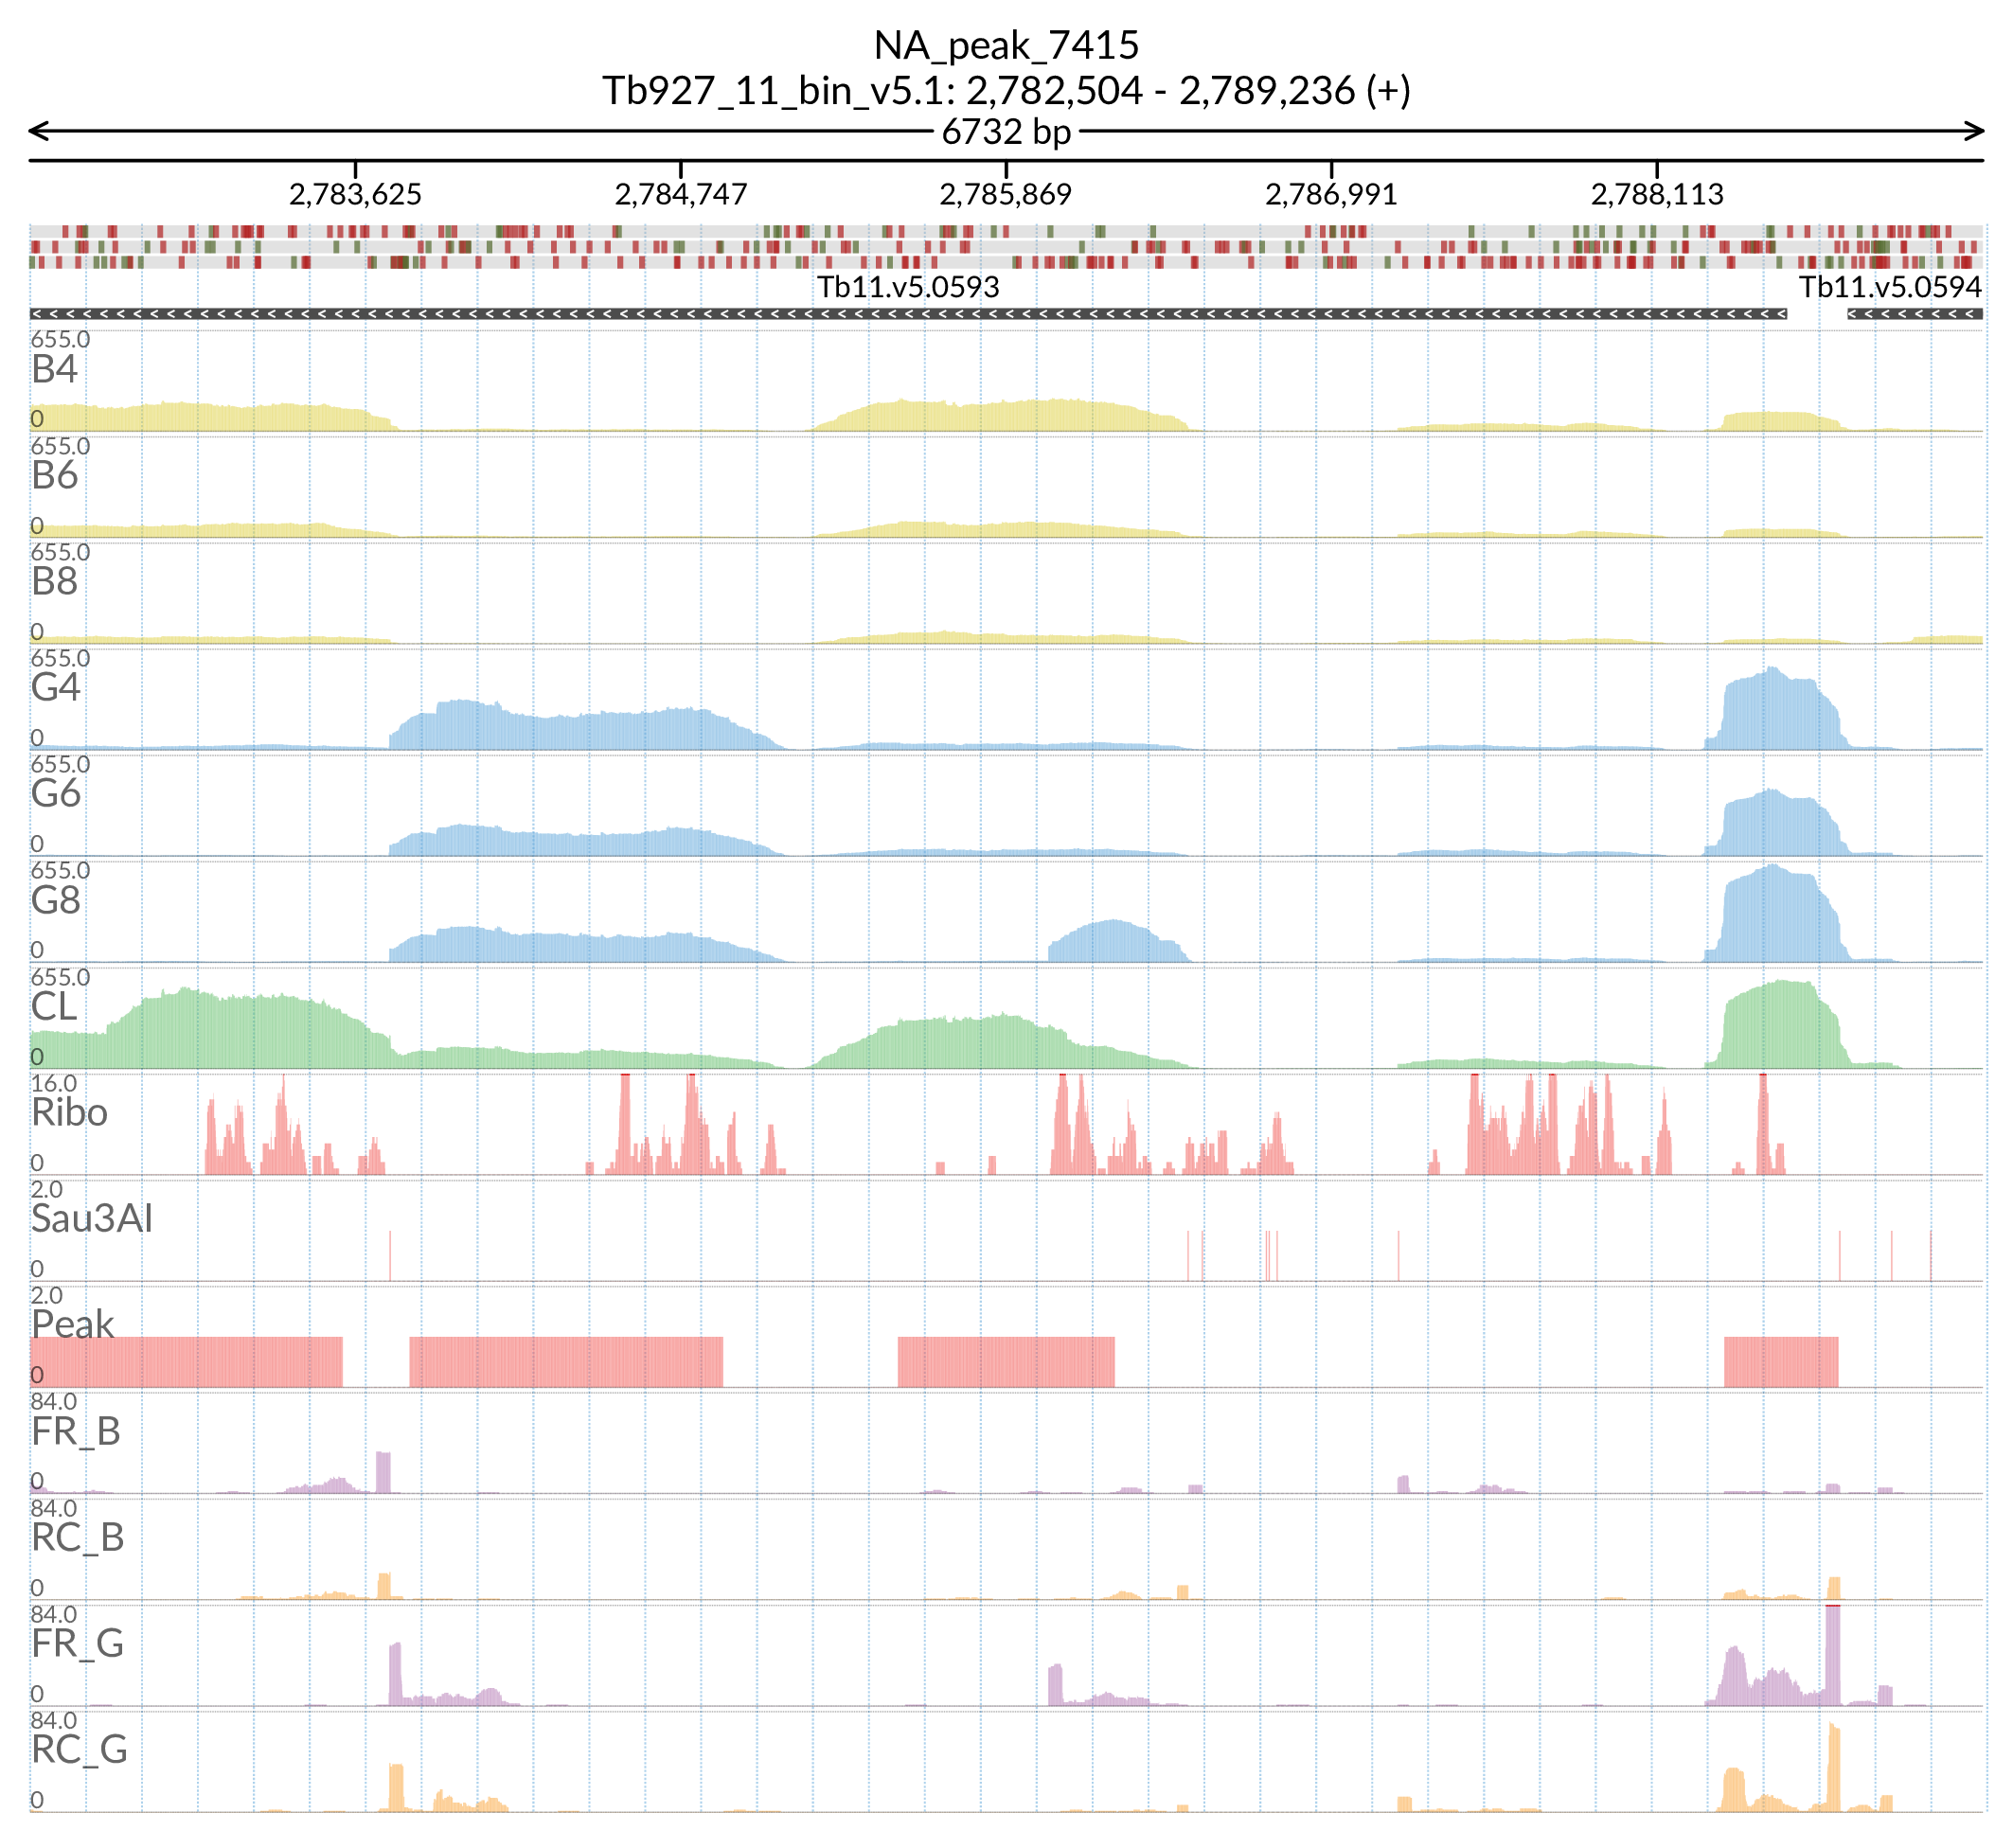 NA_peak_7415
Tb927_11_bin_v5.1: 2,782,504 - 2,789,236 (+)
6732 bp
2,783,625 2,784,747 2,785,869 2,786,991 2,788,113
Tb11.v5.0593 Tb11.v5.0594
655.0
B4
0
655.0
B6
0
655.0
B8
0
655.0
G4
0
655.0
G6
0
655.0
G8
0
655.0
CL
0
16.0
Ribo
0
2.0
Sau3AI
0
2.0
Peak
0
84.0
FR_B
0
84.0
RC_B
0
84.0
FR_G
0
84.0
RC_G
0